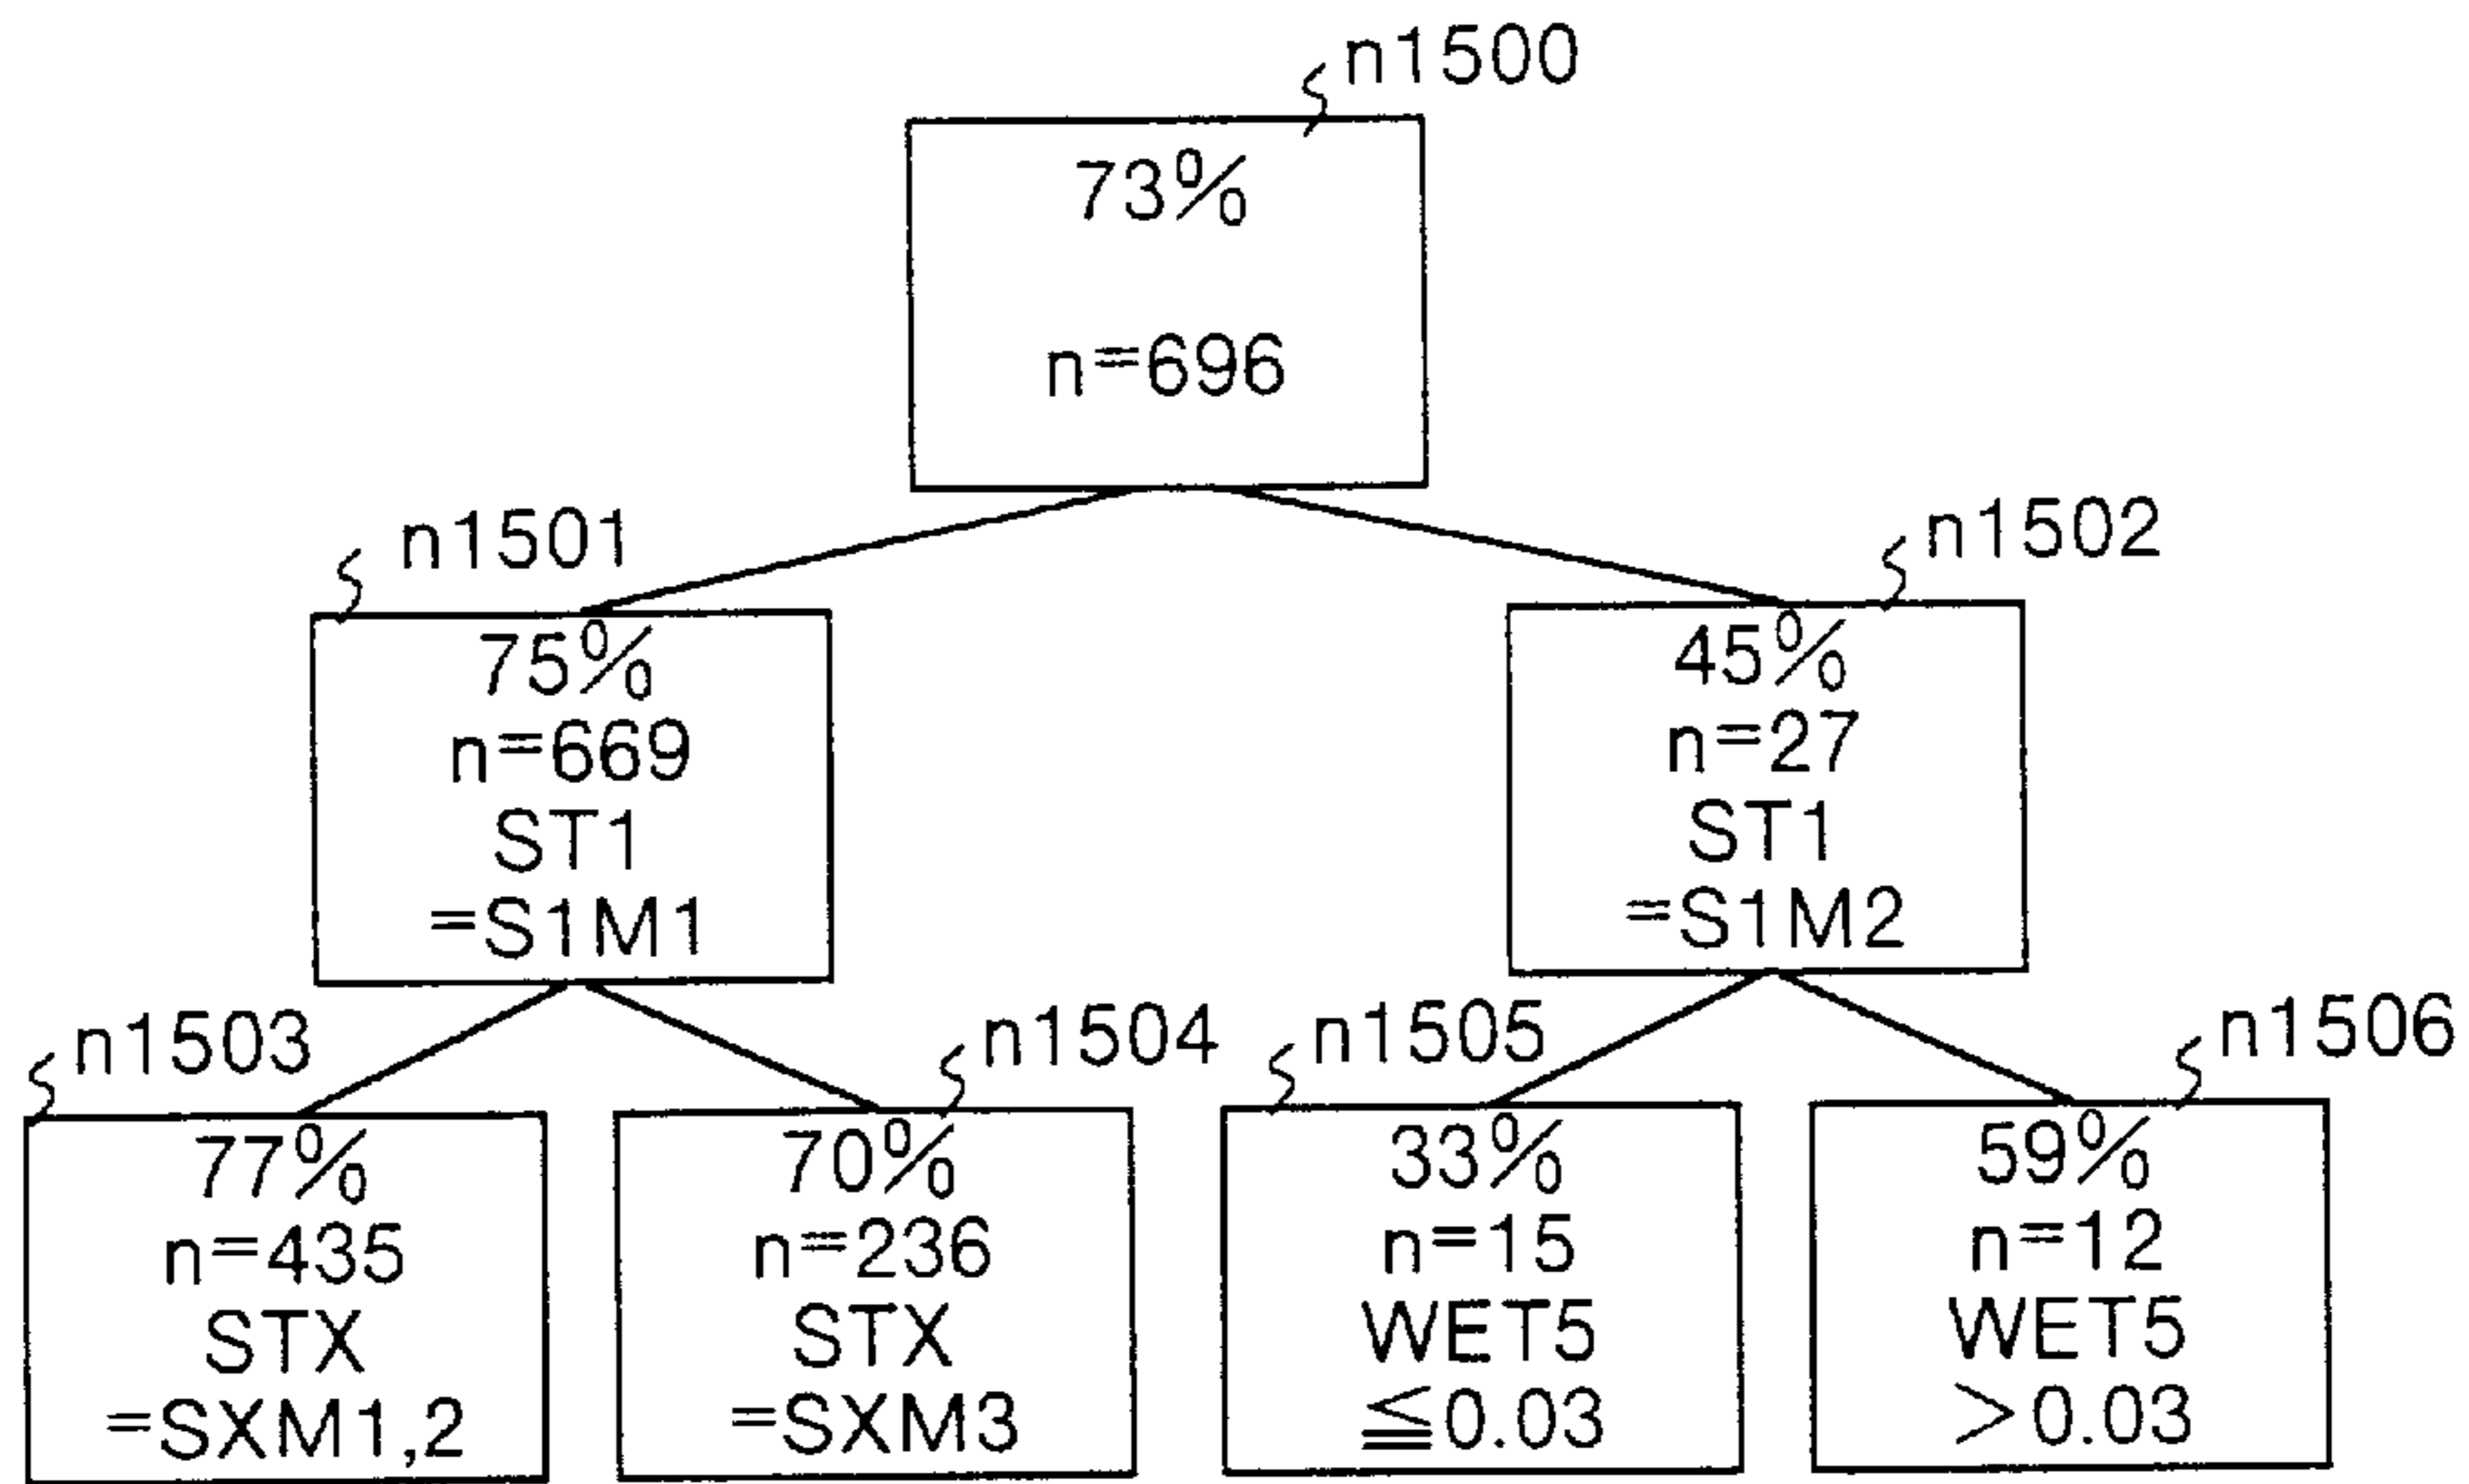 n1500
73%
n=696
n1501
75%
n=669
ST1
=S1M1
n1502
45%
n=27
ST1
=S1M2
n1503
77%
n=435
STX
=SXM1,2
n1504
70%
n=236
STX
=SXM3
n1505
33%
n=15
WET5
≦0.03
n1506
59%
n=12
WET5
>0.03